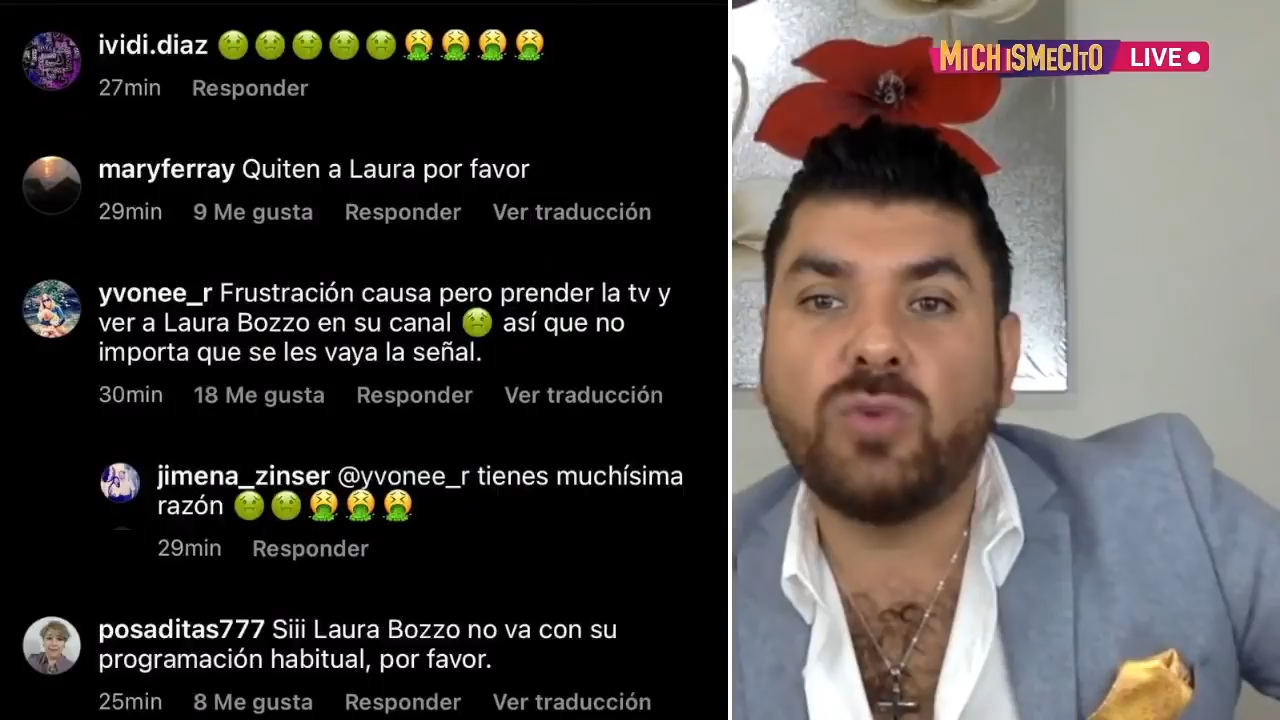 ividi.diaz 🤢🤢🤢🤢🤢🤮🤮🤮🤮
27min Responder
maryferray Quiten a Laura por favor
29min 9 Me gusta Responder Ver traducción
yvonee_r Frustración causa pero prender la tv y
ver a Laura Bozzo en su canal 🤢 así que no
importa que se les vaya la señal.
30min 18 Me gusta Responder Ver traducción
jimena_zinser @yvonee_r tienes muchísima
razón 🤢🤢🤮🤮🤮
29min Responder
posaditas777 Siii Laura Bozzo no va con su
programación habitual, por favor.
25min 8 Me gusta Responder Ver traducción
MICHISMECITO LIVE